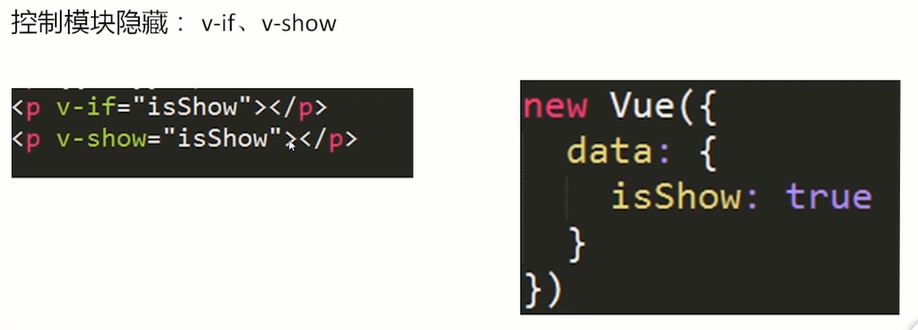 控制模块隐藏：v-if、v-show
<p v-if="isShow"></p>
<p v-show="isShow"></p>
new Vue({
data: {
isShow: true
}
})